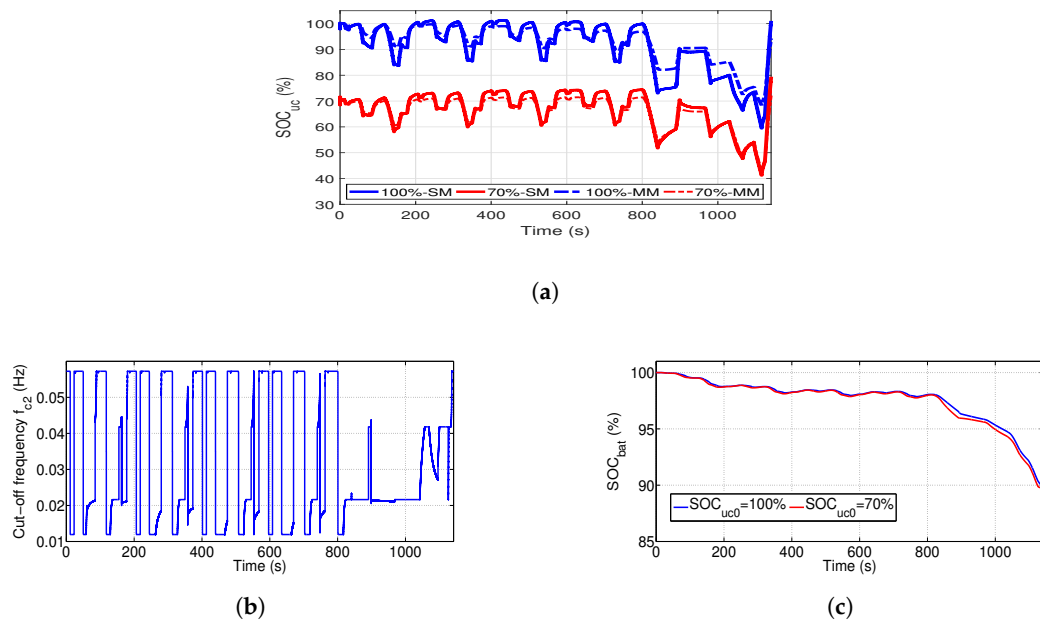 100
90
80
70
60
50
40
30
SOC_uc (%)
100%-SM 70%-SM 100%-MM 70%-MM
0 200 400 600 800 1000
Time (s)
(a)
0.05
0.04
0.03
0.02
0.01
Cut-off frequency f_c2 (Hz)
0 200 400 600 800 1000
Time (s)
(b)
100
95
90
85
SOC_bat (%)
SOC_uc0=100% SOC_uc0=70%
0 200 400 600 800 1000
Time (s)
(c)